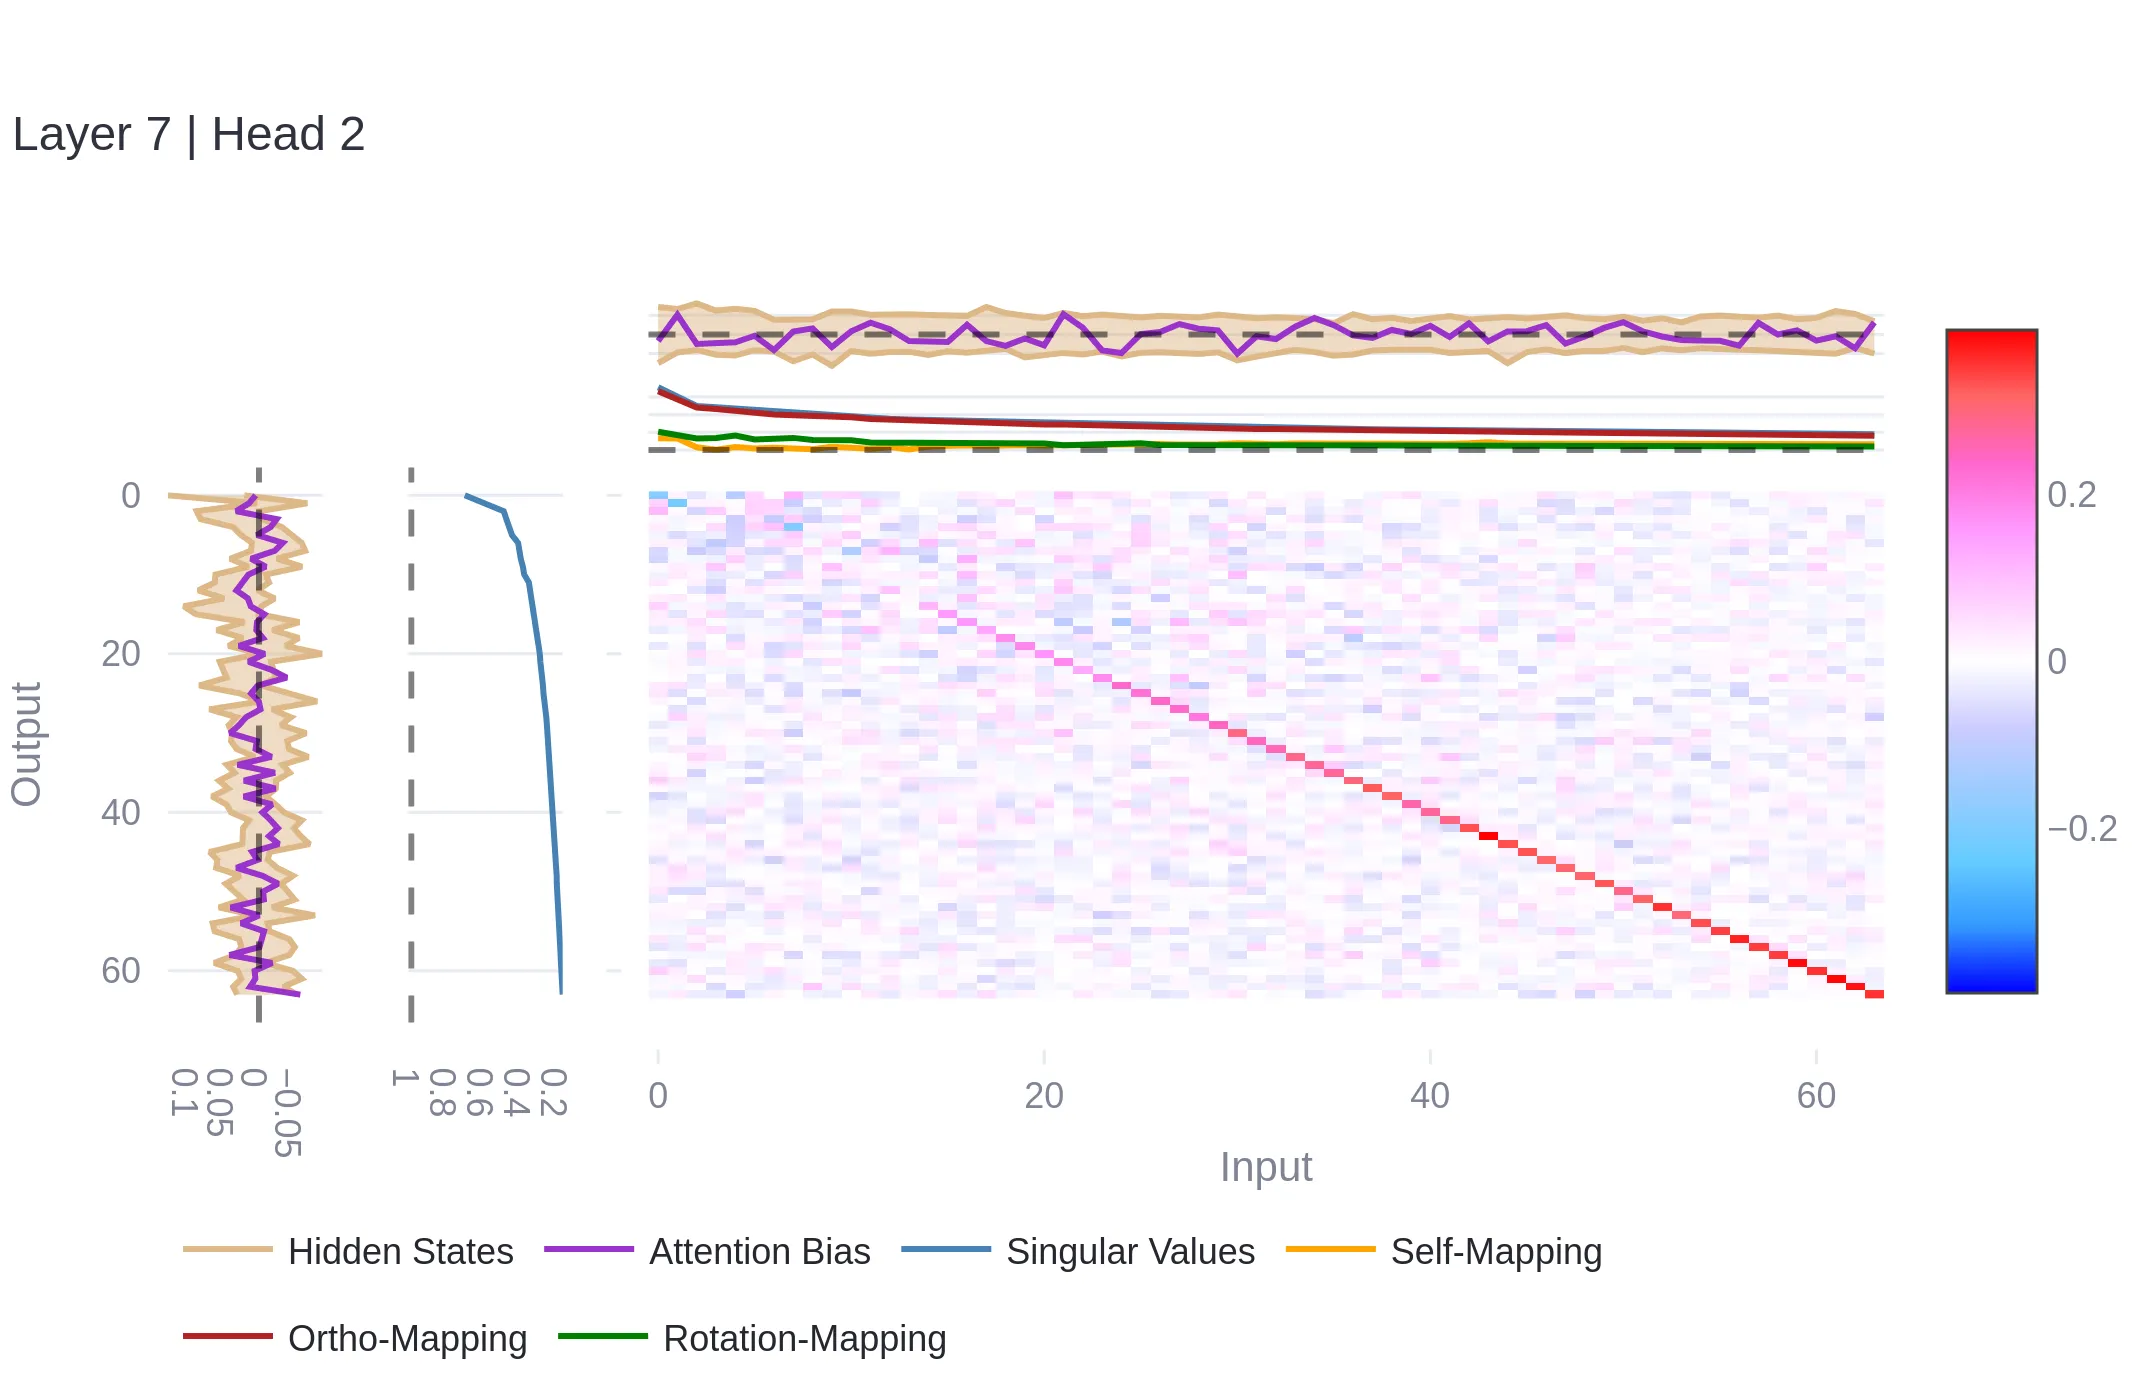 Layer 7 | Head 2
Output
0
20
40
60
0.1
0.05
0
−0.05
1
0.8
0.6
0.4
0.2
0
20
40
60
Input
0.2
0
−0.2
Hidden States
Attention Bias
Singular Values
Self-Mapping
Ortho-Mapping
Rotation-Mapping